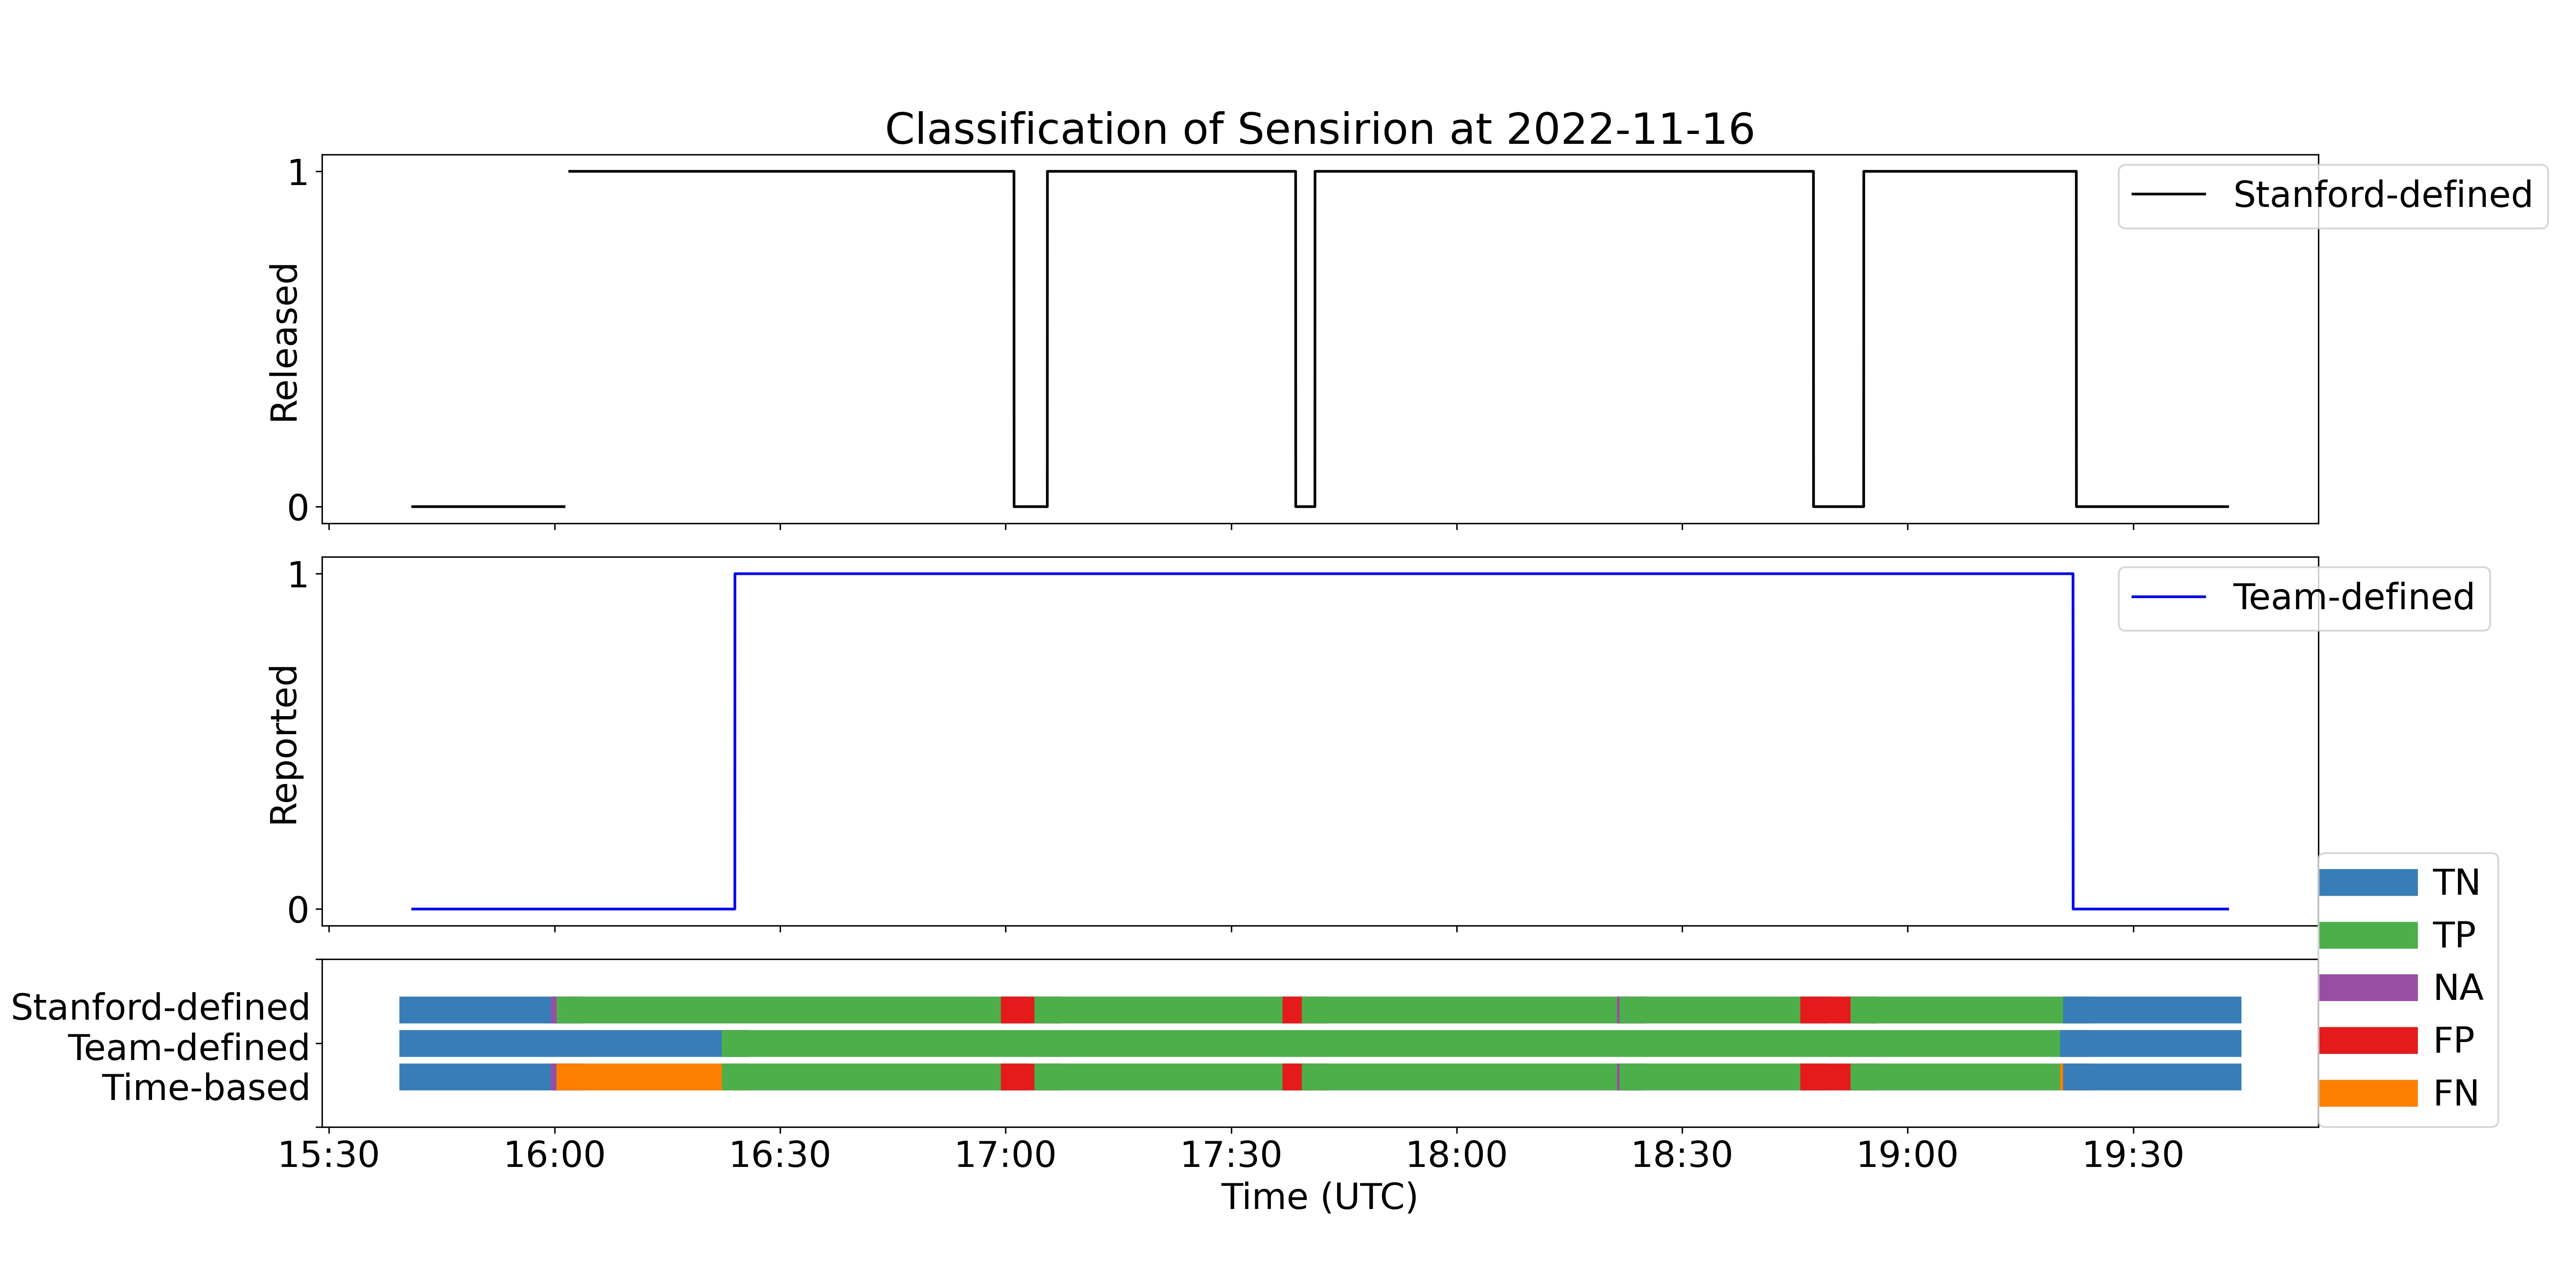 Classification of Sensirion at 2022-11-16
1
Stanford-defined
Released
0
1
Team-defined
Reported
0
TN
TP
NA
FP
FN
Stanford-defined
Team-defined
Time-based
15:30 16:00 16:30 17:00 17:30 18:00 18:30 19:00 19:30
Time (UTC)